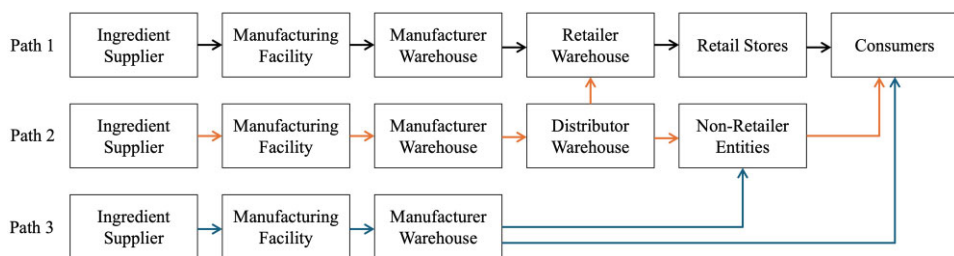 Path 1
Ingredient
Supplier
Manufacturing
Facility
Manufacturer
Warehouse
Retailer
Warehouse
Retail Stores
Consumers
Path 2
Ingredient
Supplier
Manufacturing
Facility
Manufacturer
Warehouse
Distributor
Warehouse
Non-Retailer
Entities
Path 3
Ingredient
Supplier
Manufacturing
Facility
Manufacturer
Warehouse